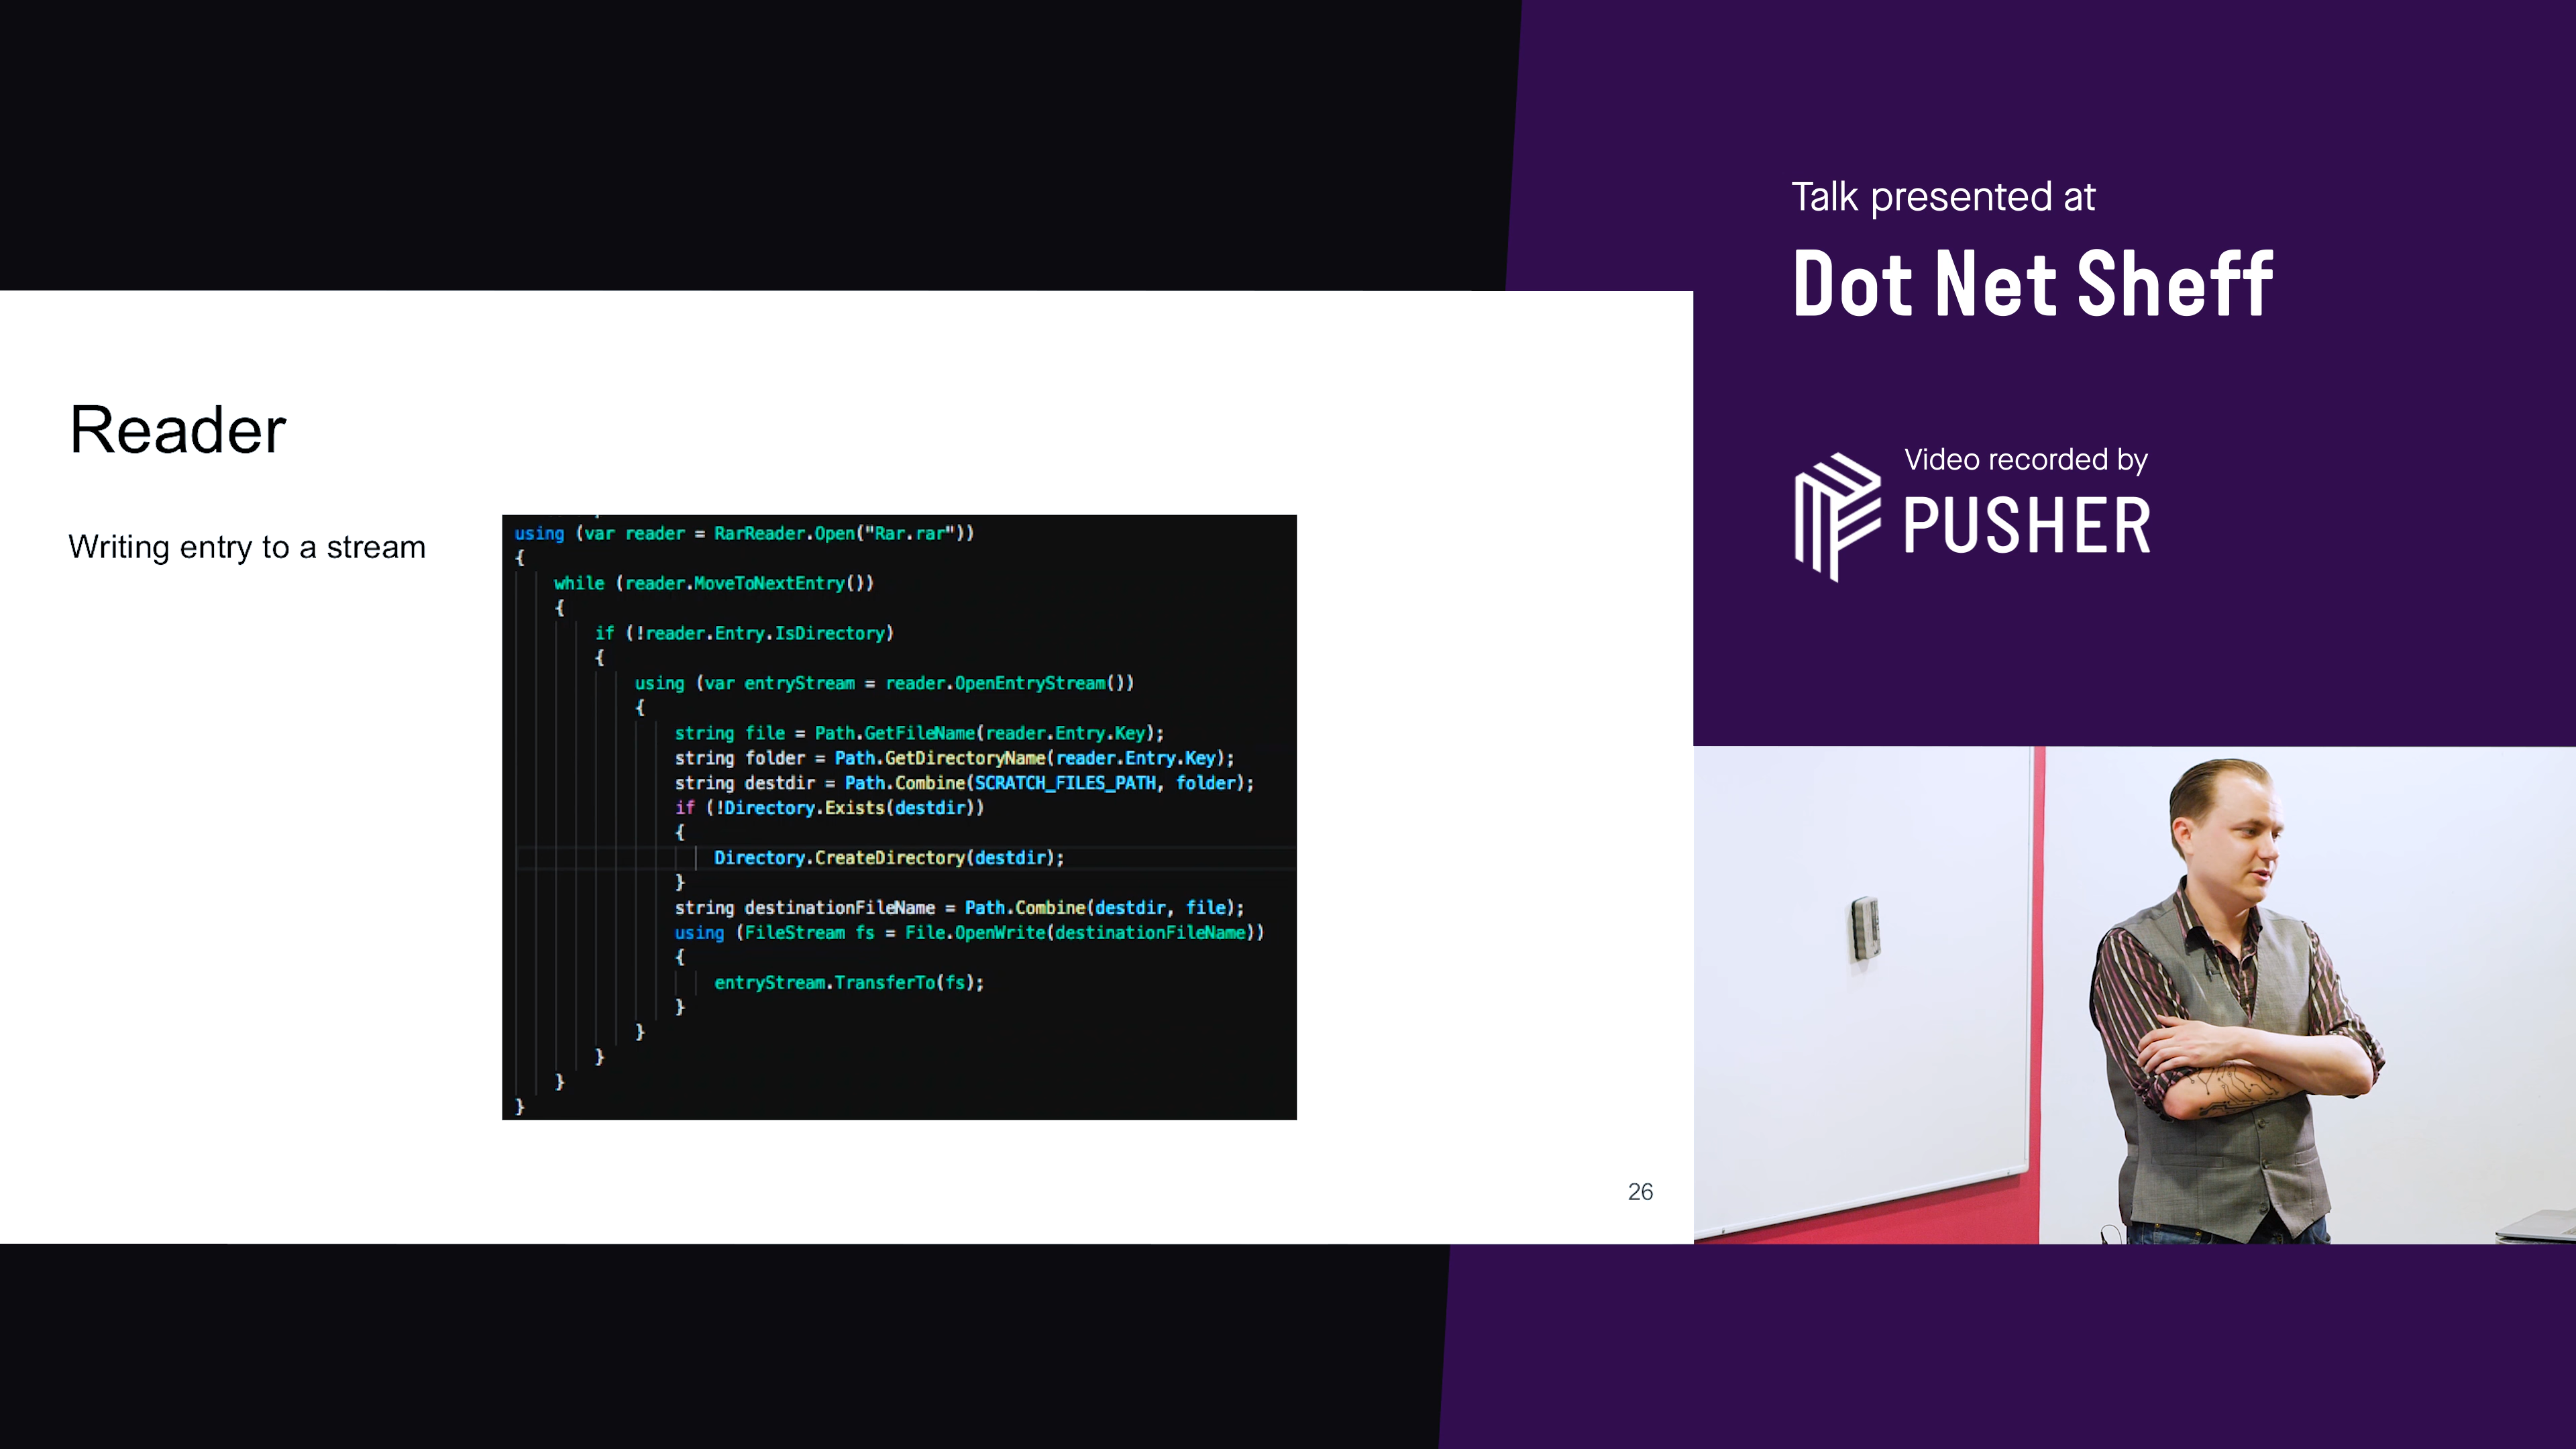 Talk presented at
Dot Net Sheff
Video recorded by
PUSHER
Reader
Writing entry to a stream
using (var reader = RarReader.Open("Rar.rar"))
{
while (reader.MoveToNextEntry())
{
if (!reader.Entry.IsDirectory)
{
using (var entryStream = reader.OpenEntryStream())
{
string file = Path.GetFileName(reader.Entry.Key);
string folder = Path.GetDirectoryName(reader.Entry.Key);
string destdir = Path.Combine(SCRATCH_FILES_PATH, folder);
if (!Directory.Exists(destdir))
{
Directory.CreateDirectory(destdir);
}
string destinationFileName = Path.Combine(destdir, file);
using (FileStream fs = File.OpenWrite(destinationFileName))
{
entryStream.TransferTo(fs);
}
}
}
}
}
26